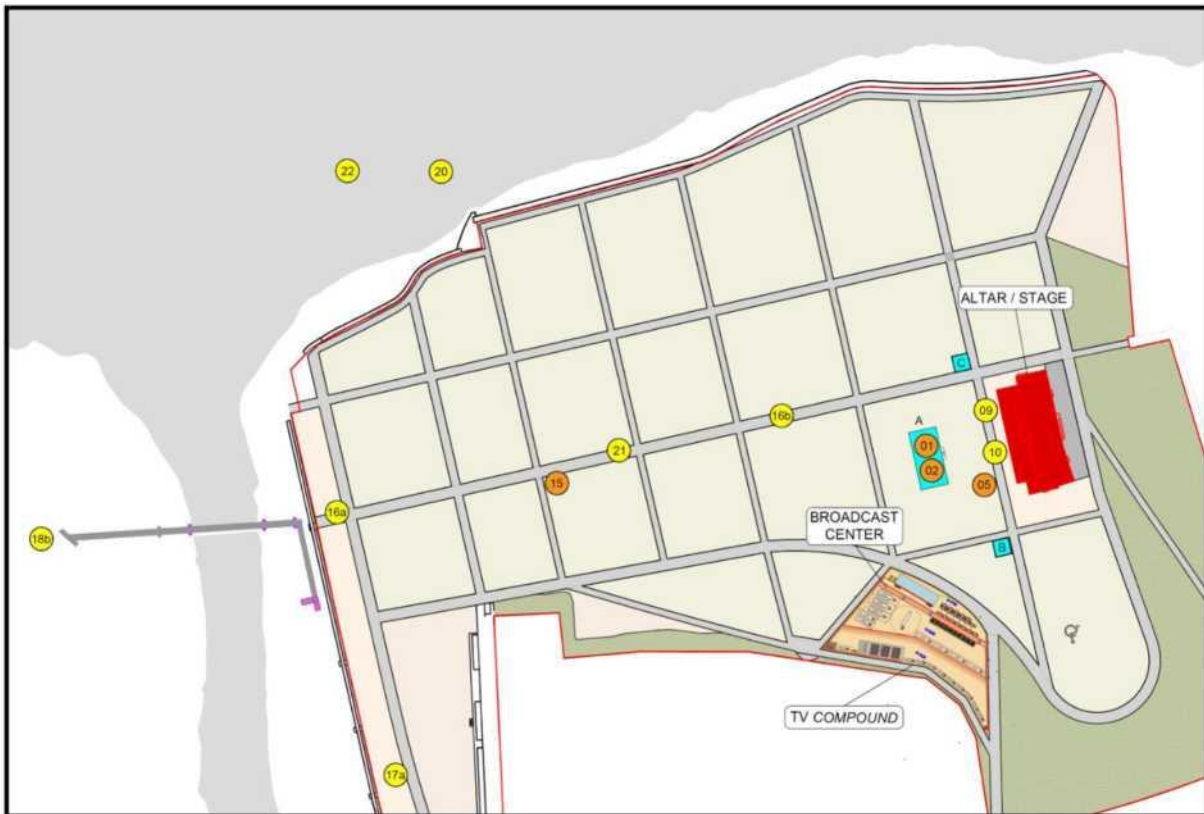 22
20
ALTAR / STAGE
C
09
16b
A
01
21
10
02
15
05
16a
BROADCAST
CENTER
18b
B
TV COMPOUND
17a